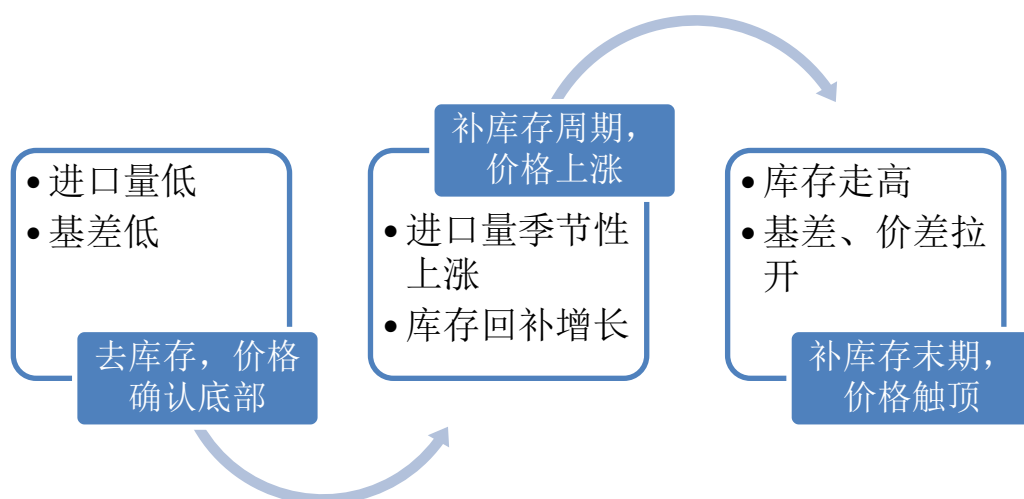 • 进口量低
• 基差低
去库存，价格
确认底部
补库存周期，
价格上涨
• 进口量季节性
上涨
• 库存回补增长
• 库存走高
• 基差、价差拉
开
补库存末期，
价格触顶